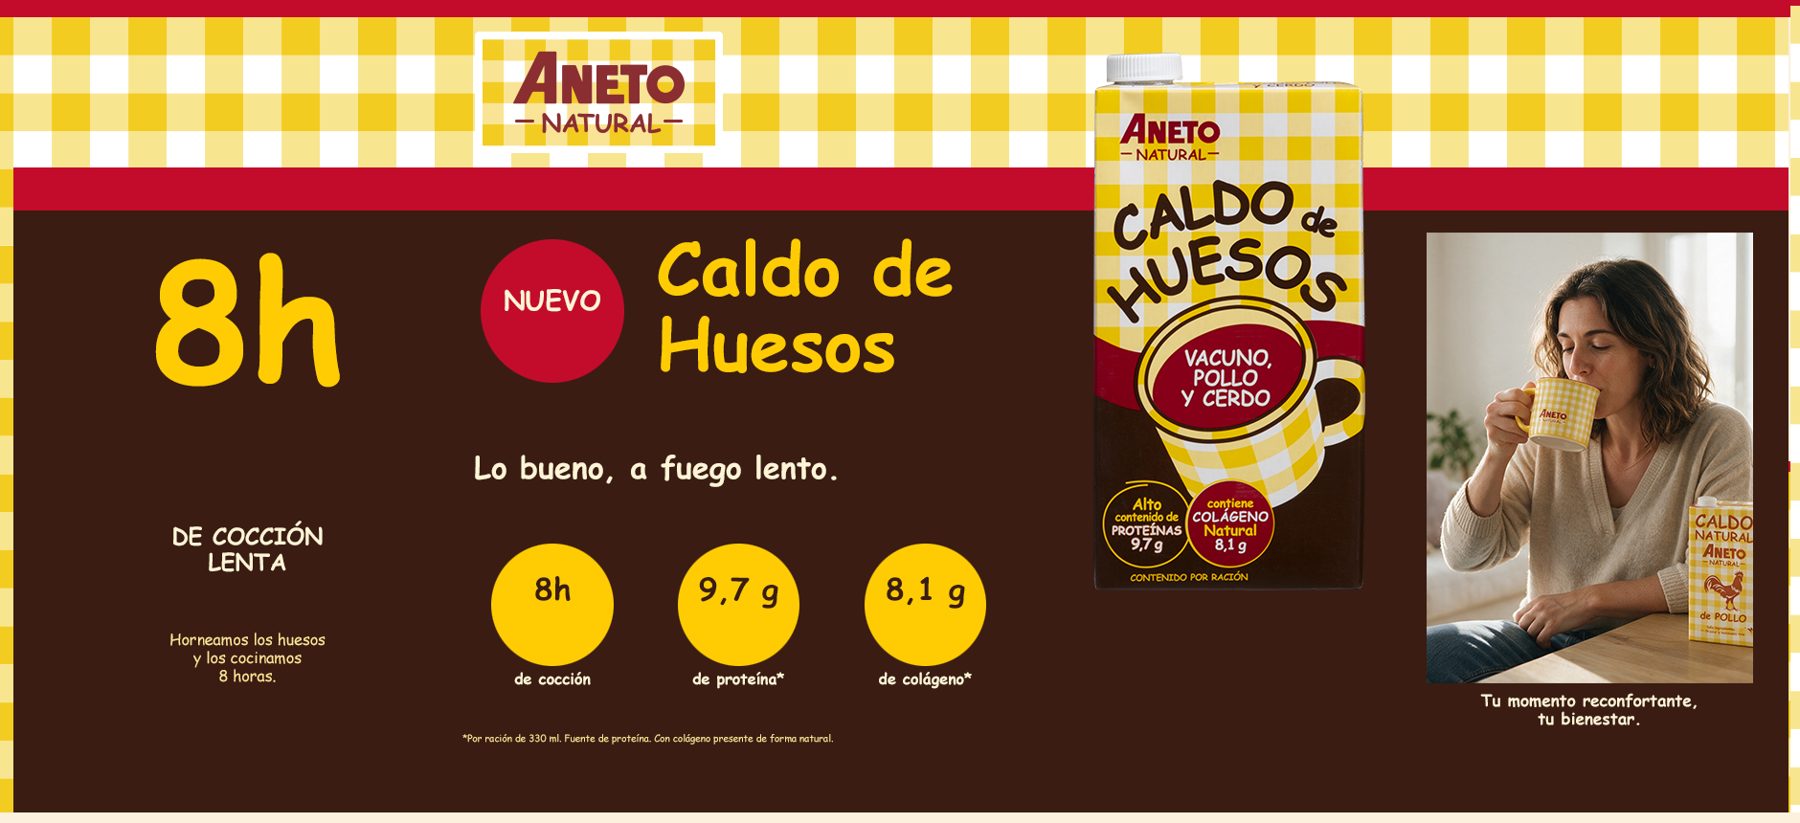 ANETO
NATURAL
8h
DE COCCIÓN
LENTA
Horneamos los huesos
y los cocinamos
8 horas.
NUEVO
Caldo de
Huesos
Lo bueno, a fuego lento.
8h
de cocción
9,7 g
de proteína*
8,1 g
de colágeno*
*Por ración de 330 ml. Fuente de proteína. Con colágeno presente de forma natural.
Y CERDO
ANETO
NATURAL
CALDO de
HUESOS
VACUNO,
POLLO
Y CERDO
Alto
contenido de
PROTEÍNAS
9,7 g
contiene
COLÁGENO
Natural
8,1 g
CONTENIDO POR RACIÓN
ANETO
CALDO
NATURAL
ANETO
NATURAL
de POLLO
Tu momento reconfortante,
tu bienestar.